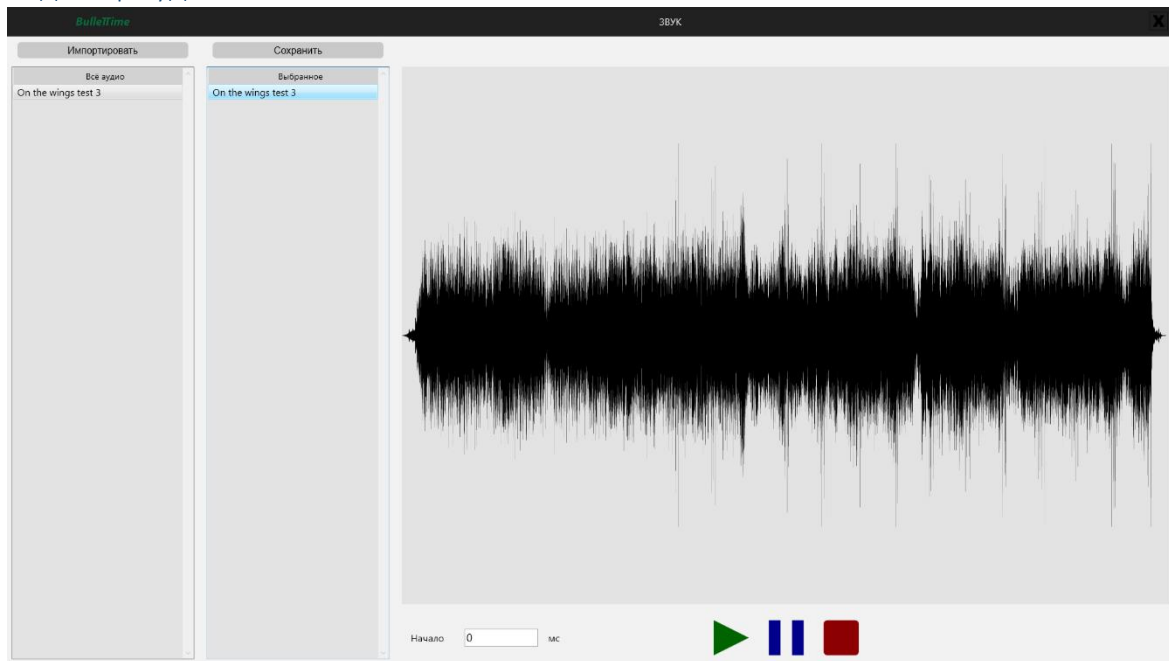 BulletTime
ЗВУК
X
Импортировать
Сохранить
Всё аудио
Выбранное
On the wings test 3
On the wings test 3
Начало 0 мс